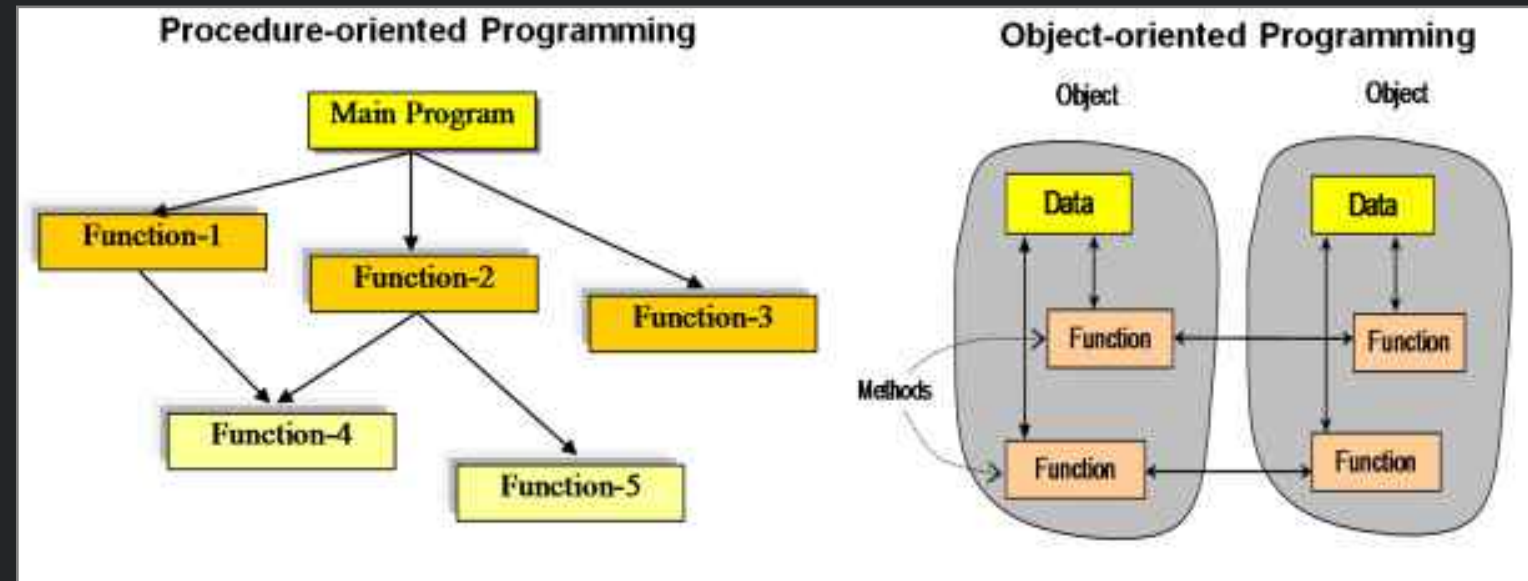 Procedure-oriented Programming
Main Program
Function-1
Function-2
Function-3
Function-4
Function-5
Object-oriented Programming
Object
Object
Data
Data
Function
Function
Methods
Function
Function